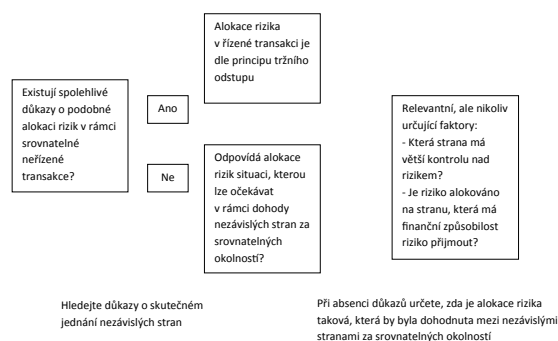 Existují spolehlivé
důkazy o podobné
alokaci rizik v rámci
srovnatelné
neřízené
transakce?
Ano
Ne
Alokace rizika
v řízené transakci je
dle principu tržního
odstupu
Odpovídá alokace
rizik situaci, kterou
lze očekávat
v rámci dohody
nezávislých stran za
srovnatelných
okolností?
Relevantní, ale nikoliv
určující faktory:
- Která strana má
větší kontrolu nad
rizikem?
- Je riziko alokováno
na stranu, která má
finanční způsobilost
riziko přijmout?
Hledejte důkazy o skutečném
jednání nezávislých stran
Při absenci důkazů určete, zda je alokace rizika
taková, která by byla dohodnuta mezi nezávislými
stranami za srovnatelných okolností